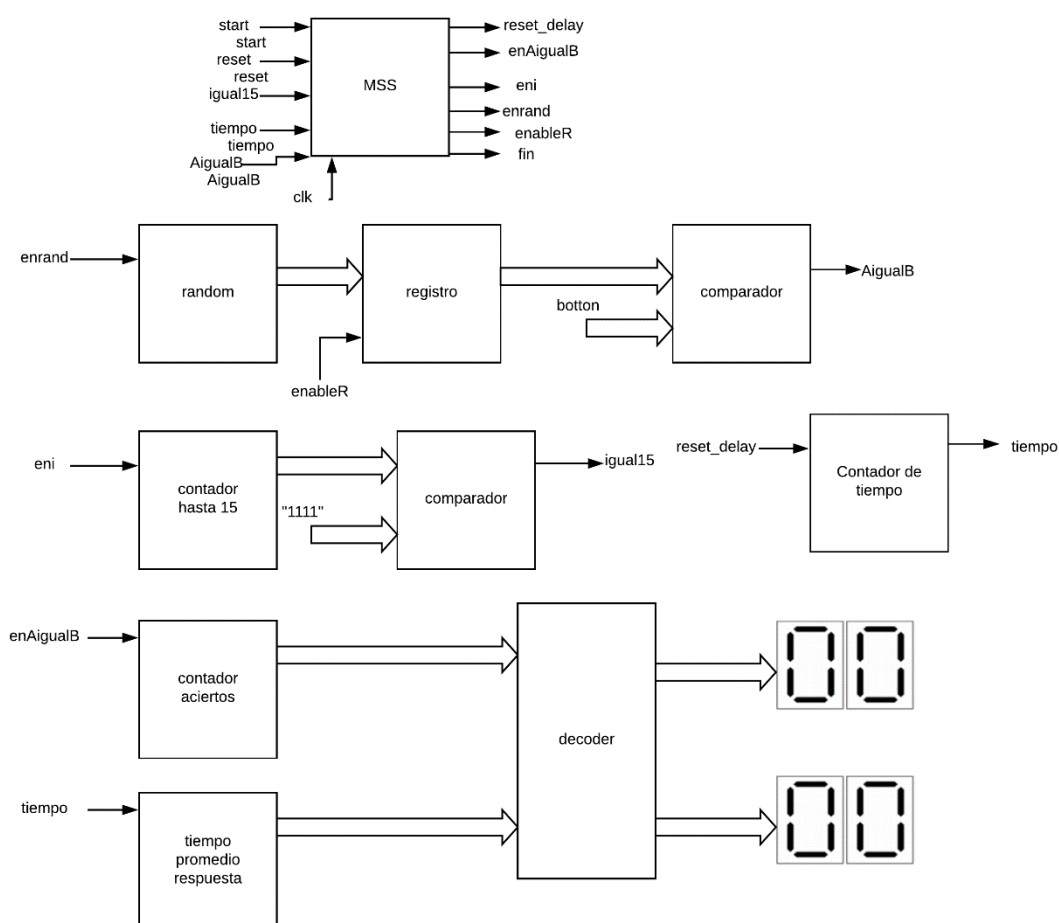 start
start
reset
reset
igual15
tiempo
tiempo
AigualB
AigualB
clk
MSS
reset_delay
enAigualB
eni
enrand
enableR
fin
enrand
random
registro
enableR
botton
comparador
AigualB
eni
contador
hasta 15
"1111"
comparador
igual15
reset_delay
Contador de
tiempo
tiempo
enAigualB
contador
aciertos
decoder
00
tiempo
tiempo
promedio
respuesta
00